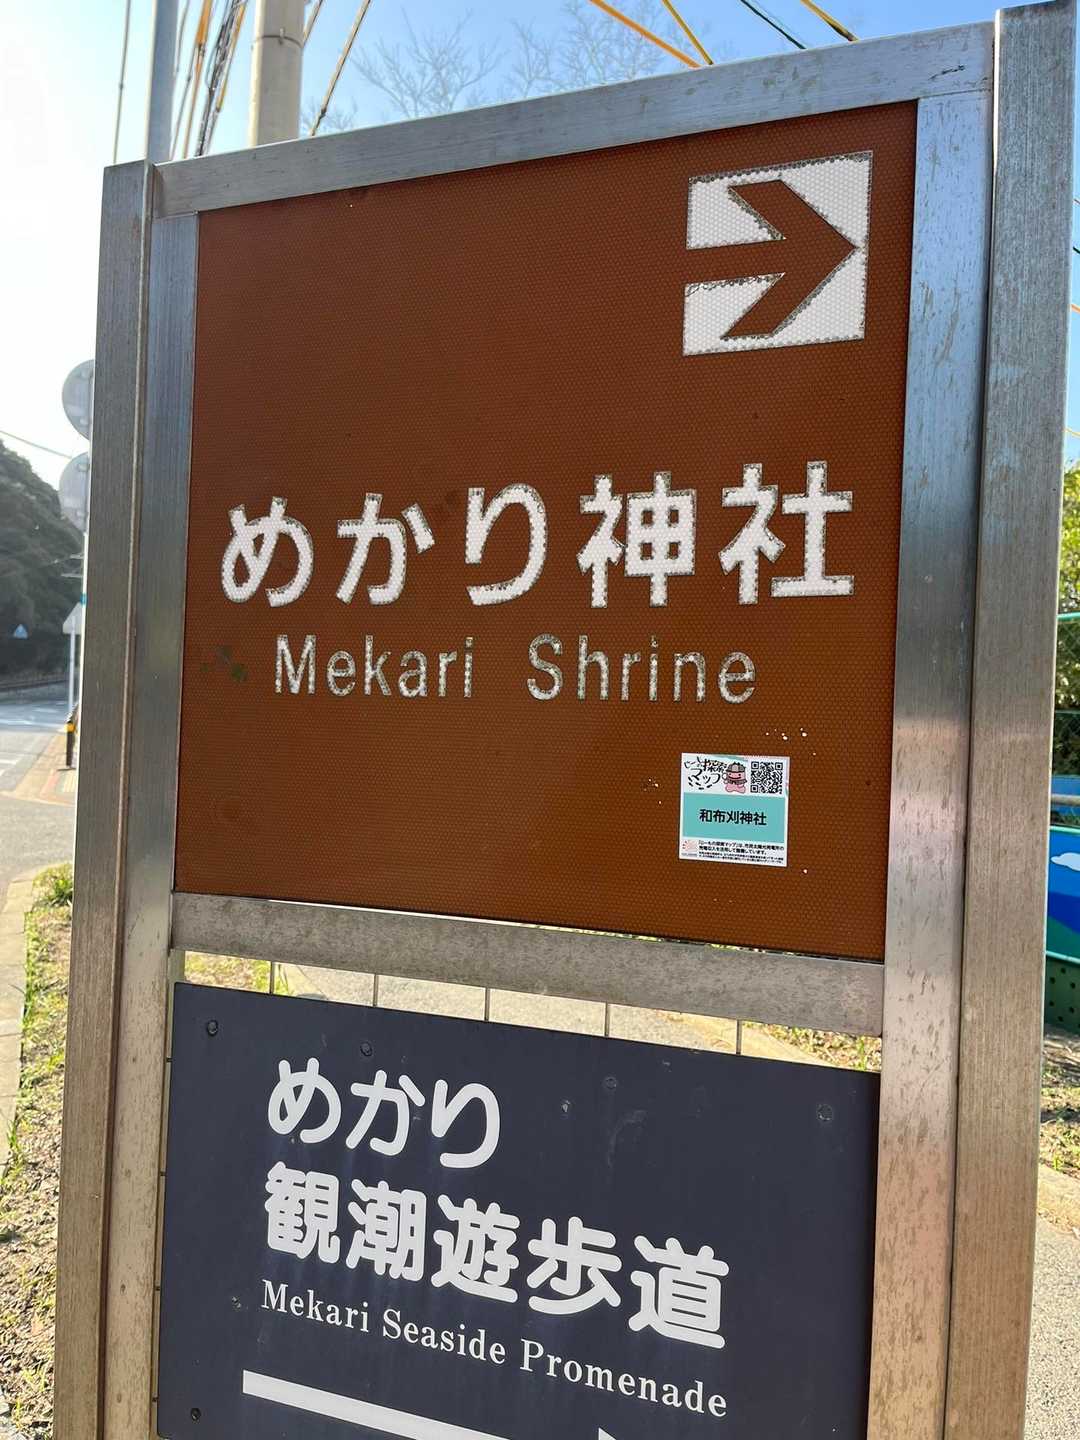 めかり神社
Mekari Shrine
和布刈神社
めかり
観潮遊歩道
Mekari Seaside Promenade